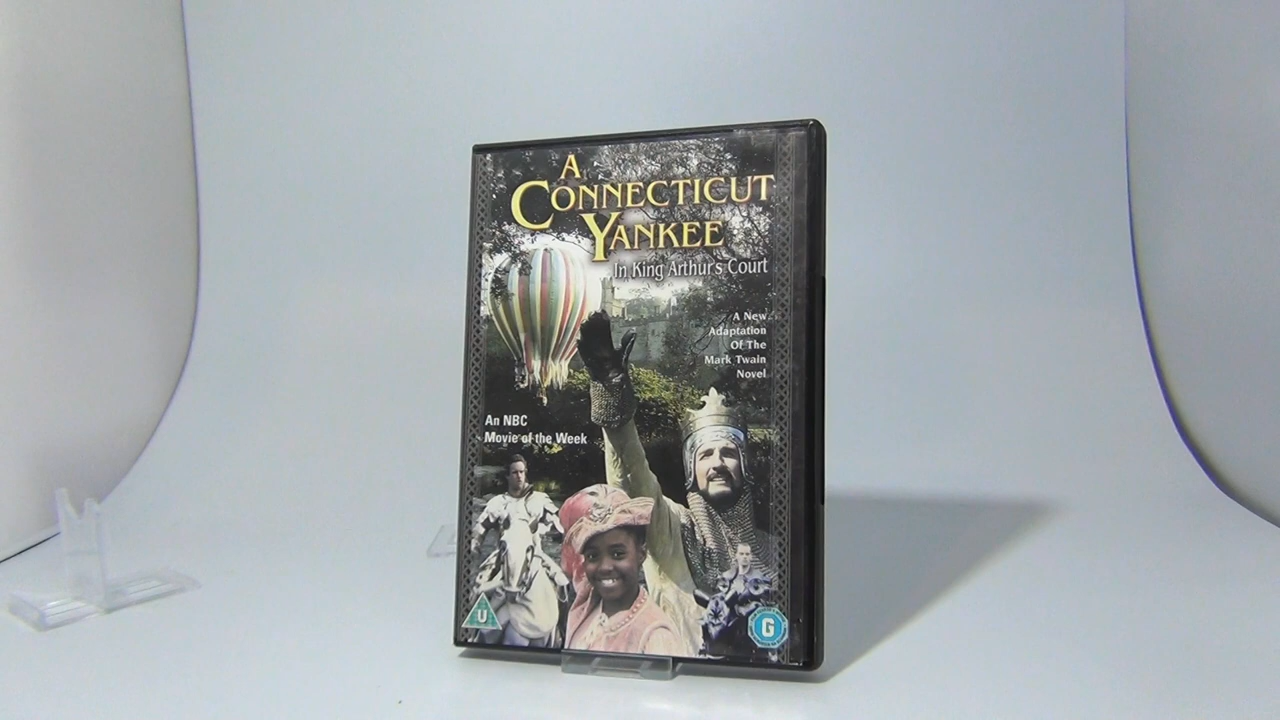 A
CONNECTICUT
YANKEE
In King Arthur's Court
A New
Adaptation
Of The
Mark Twain
Novel
An NBC
Movie of the Week
U
G